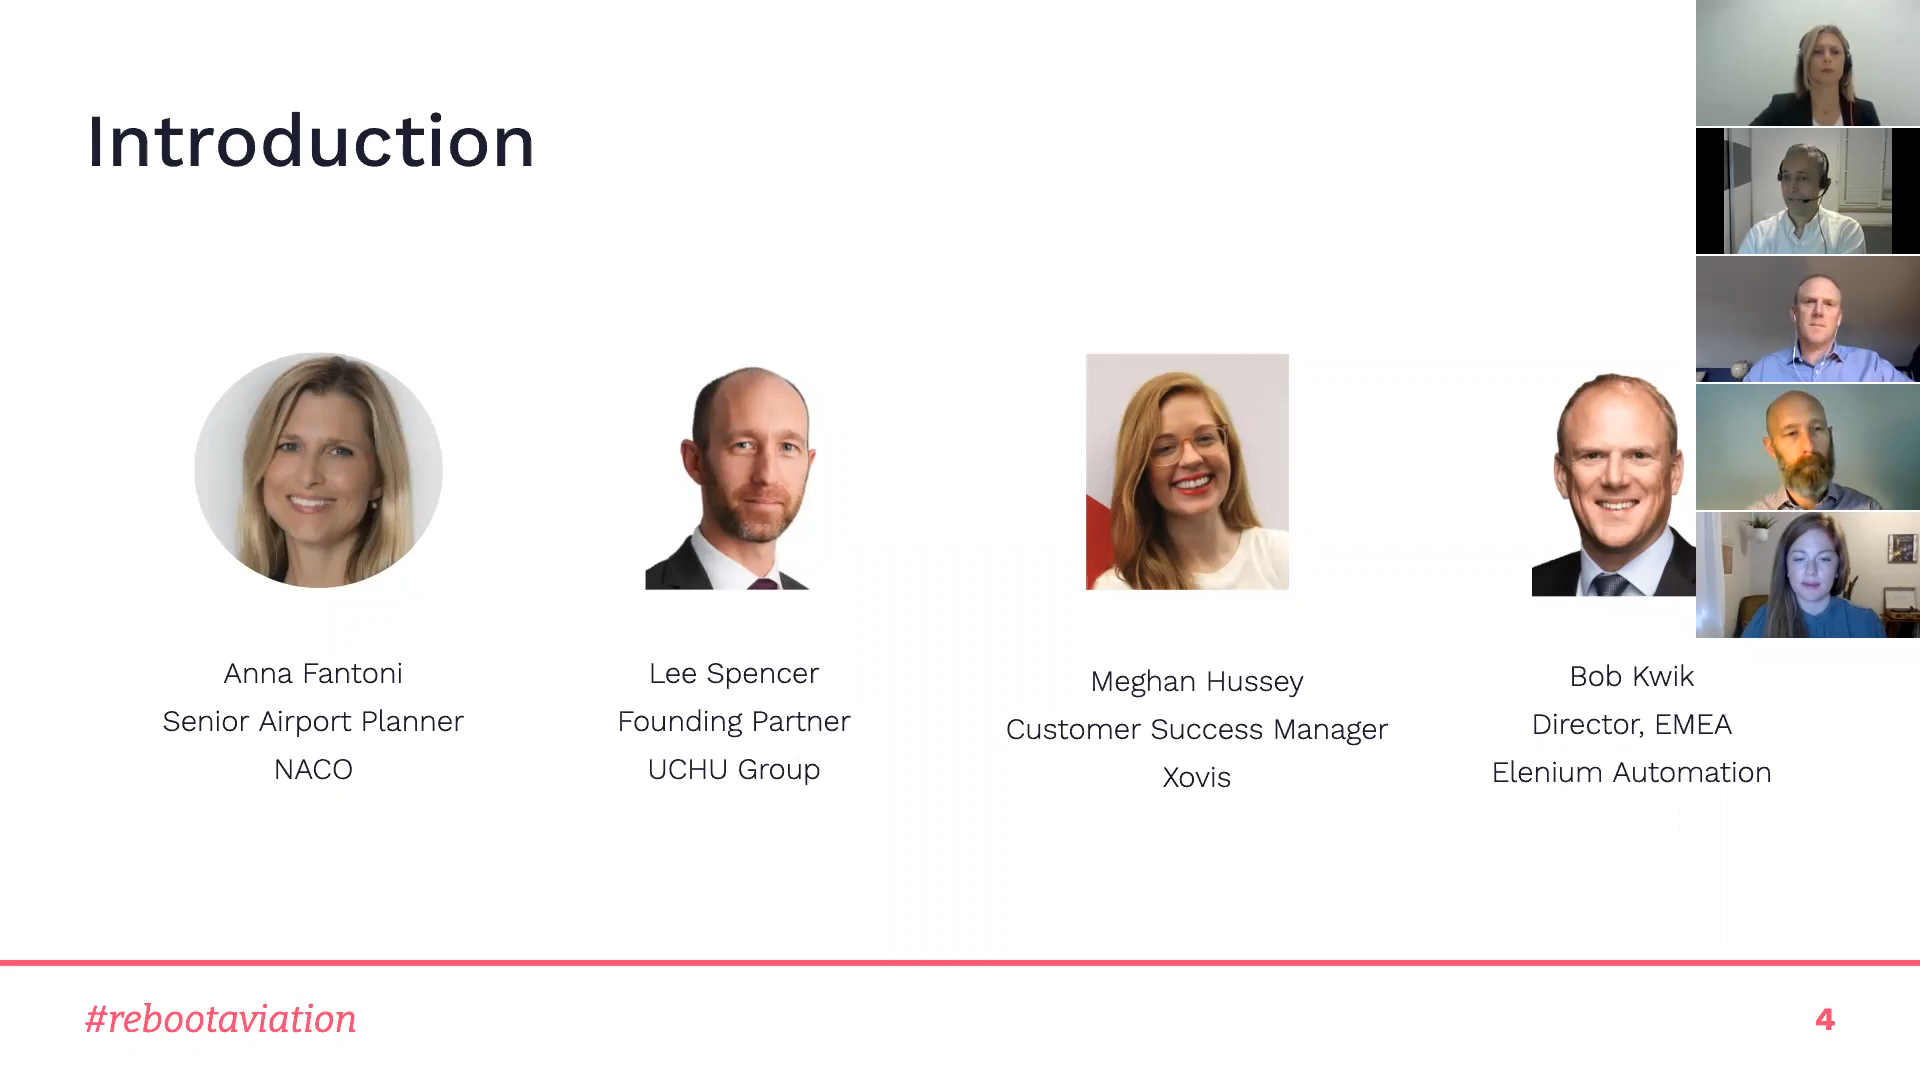 Introduction
Anna Fantoni
Senior Airport Planner
NACO
Lee Spencer
Founding Partner
UCHU Group
Meghan Hussey
Customer Success Manager
Xovis
Bob Kwik
Director, EMEA
Elenium Automation
#rebootaviation
4